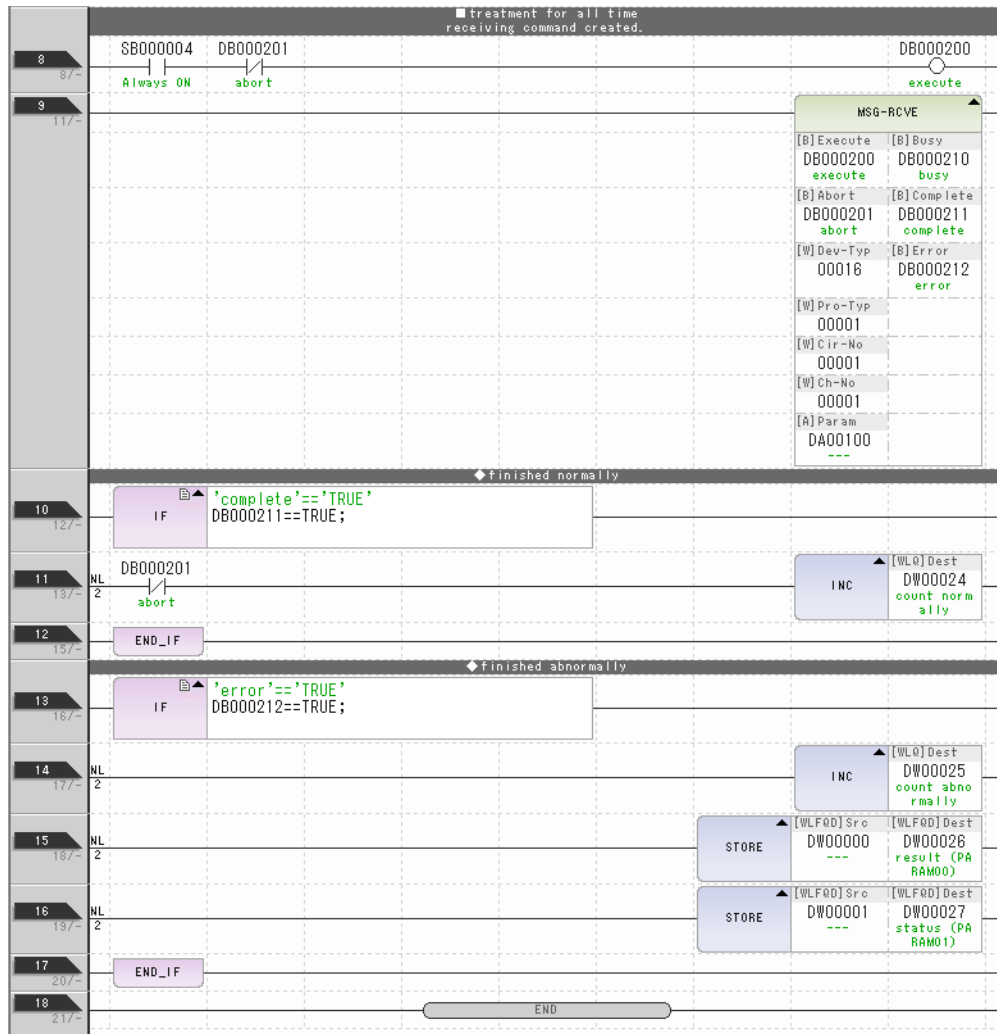 ■treatment for all time
receiving command created.
8
8/-
SB000004 DB000201 DB000200
Always ON abort execute
9
11/-
MSG-RCVE
[B]Execute [B]Busy
DB000200 DB000210
execute busy
[B]Abort [B]Complete
DB000201 DB000211
abort complete
[W]Dev-Typ [B]Error
00016 DB000212
error
[W]Pro-Typ
00001
[W]Cir-No
00001
[W]Ch-No
00001
[A]Param
DA00100
---
◆finished normally
10
12/-
IF
'complete'=='TRUE'
DB000211==TRUE;
11
13/-
NL
2
DB000201
abort
INC
[WLQ]Dest
DW00024
count norm
ally
12
15/-
END_IF
◆finished abnormally
13
16/-
IF
'error'=='TRUE'
DB000212==TRUE;
14
17/-
NL
2
INC
[WLQ]Dest
DW00025
count abno
rmally
15
18/-
NL
2
STORE
[WLFQD]Src [WLFQD]Dest
DW00000 DW00026
--- result (PA
RAM00)
16
19/-
NL
2
STORE
[WLFQD]Src [WLFQD]Dest
DW00001 DW00027
--- status (PA
RAM01)
17
20/-
END_IF
18
21/-
END